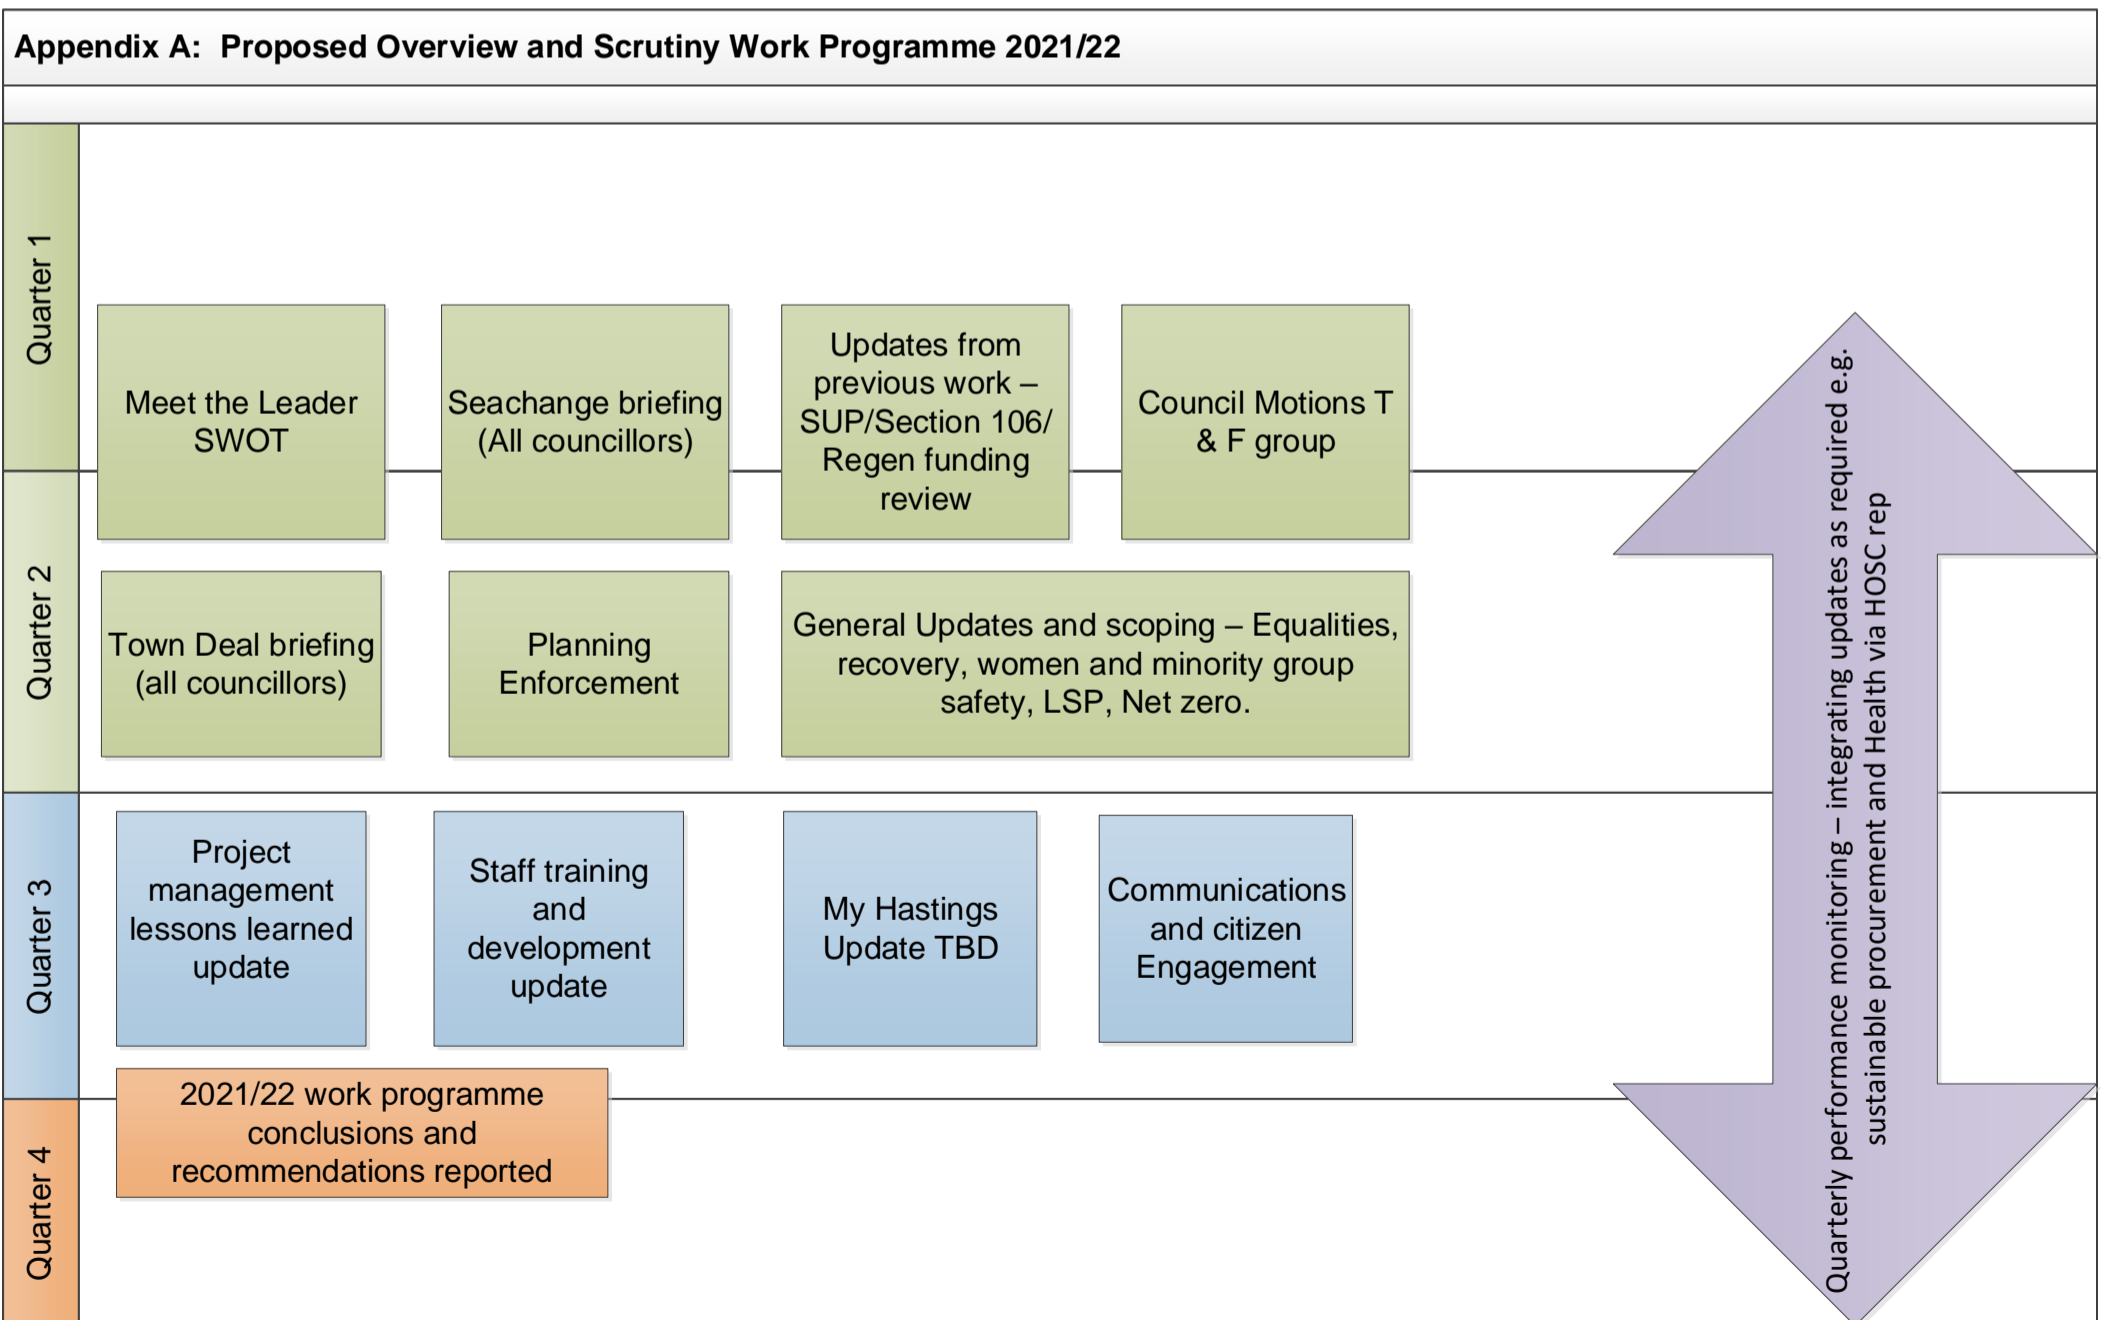 Appendix A: Proposed Overview and Scrutiny Work Programme 2021/22
Quarter 1
Meet the Leader
SWOT
Seachange briefing
(All councillors)
Updates from
previous work –
SUP/Section 106/
Regen funding
review
Council Motions T
& F group
Quarter 2
Town Deal briefing
(all councillors)
Planning
Enforcement
General Updates and scoping – Equalities,
recovery, women and minority group
safety, LSP, Net zero.
Quarter 3
Project
management
lessons learned
update
Staff training
and
development
update
My Hastings
Update TBD
Communications
and citizen
Engagement
Quarter 4
2021/22 work programme
conclusions and
recommendations reported
Quarterly performance monitoring – integrating updates as required e.g.
sustainable procurement and Health via HOSC rep